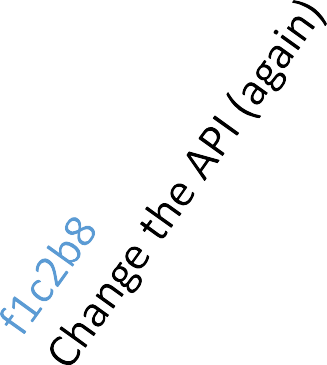 f1c2b8
Change the API (again)